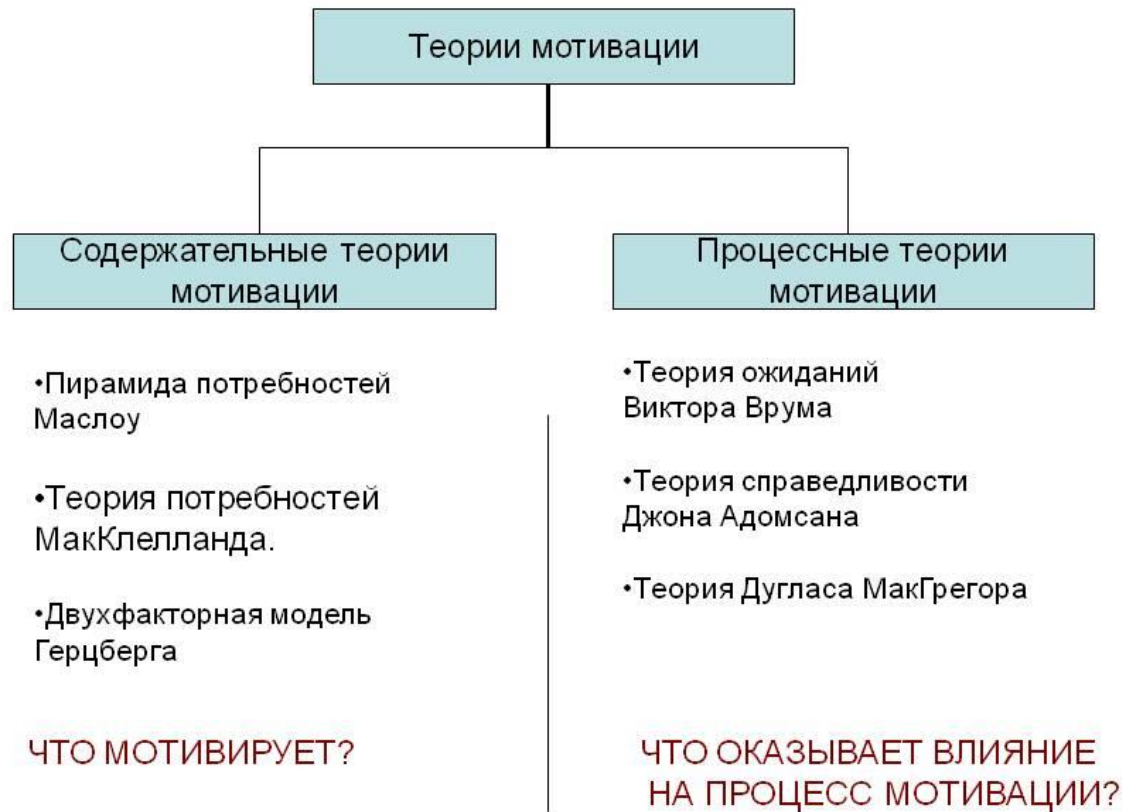 Теории мотивации
Содержательные теории
мотивации
•Пирамида потребностей
Маслоу
•Теория потребностей
МакКлелланда.
•Двухфакторная модель
Герцберга
ЧТО МОТИВИРУЕТ?
Процессные теории
мотивации
•Теория ожиданий
Виктора Врума
•Теория справедливости
Джона Адомсана
•Теория Дугласа МакГрегора
ЧТО ОКАЗЫВАЕТ ВЛИЯНИЕ
НА ПРОЦЕСС МОТИВАЦИИ?